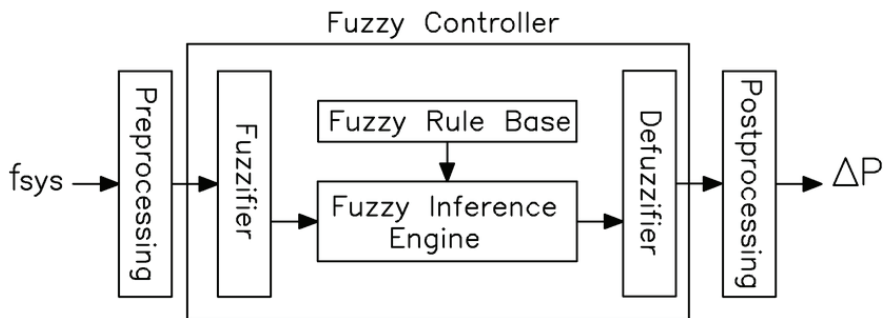 Fuzzy Controller
fsys
Preprocessing
Fuzzifier
Fuzzy Rule Base
Fuzzy Inference
Engine
Defuzzifier
Postprocessing
ΔP